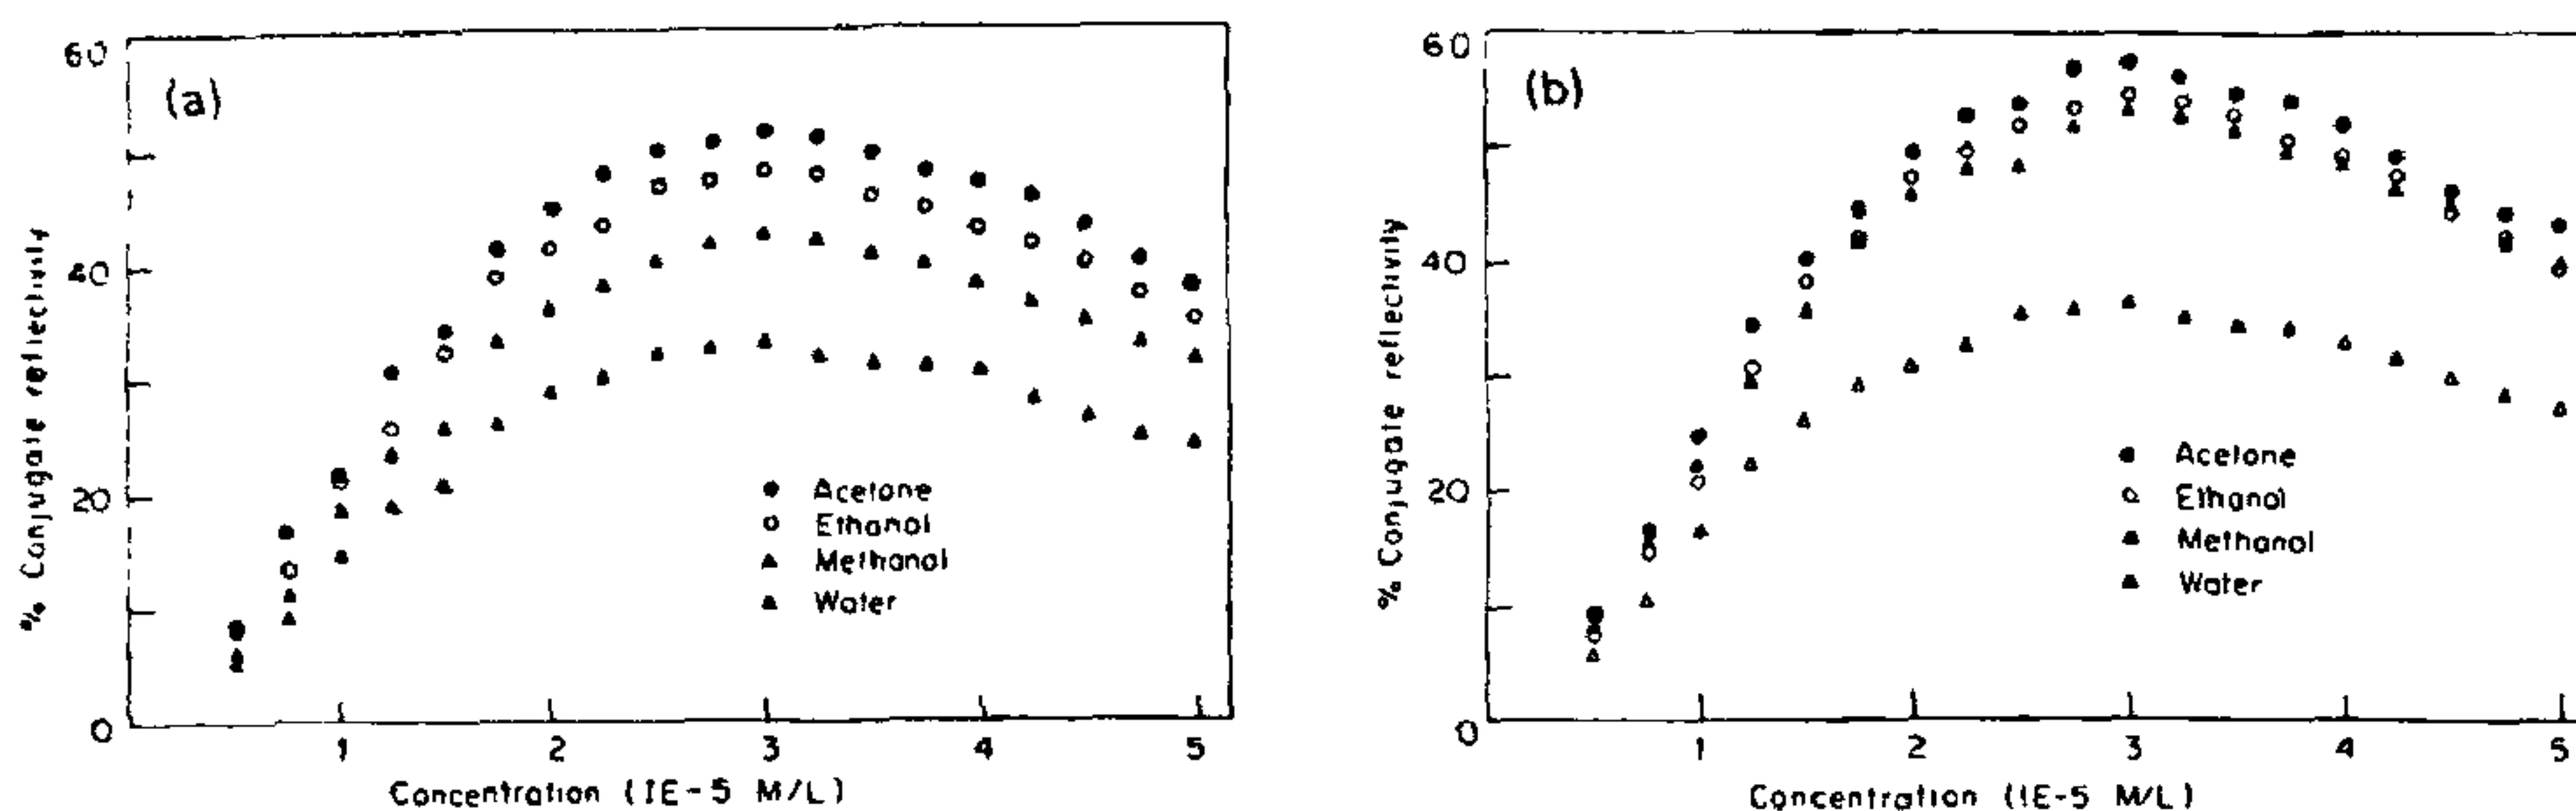 (a)
60
40
20
0
1 2 3 4 5
% Conjugate reflectivity
Concentration (1E-5 M/L)
Acetone
Ethanol
Methanol
Water
(b)
60
40
20
0
1 2 3 4 5
% Conjugate reflectivity
Concentration (1E-5 M/L)
Acetone
Ethanol
Methanol
Water